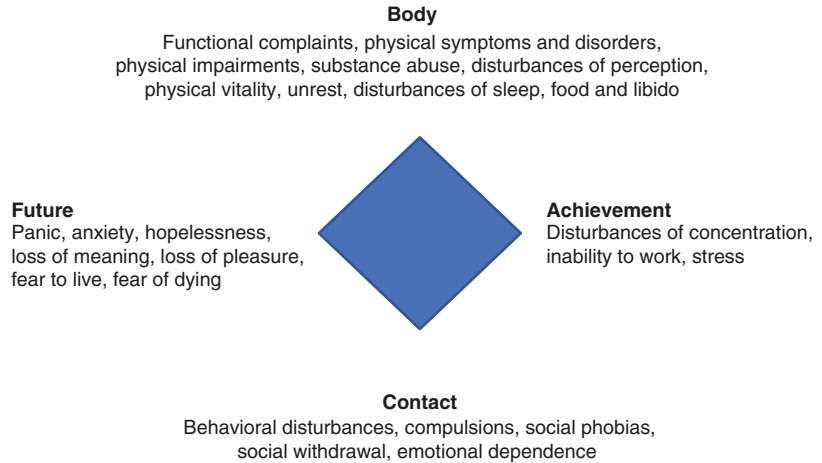 Body
Functional complaints, physical symptoms and disorders,
physical impairments, substance abuse, disturbances of perception,
physical vitality, unrest, disturbances of sleep, food and libido
Future
Panic, anxiety, hopelessness,
loss of meaning, loss of pleasure,
fear to live, fear of dying
Achievement
Disturbances of concentration,
inability to work, stress
Contact
Behavioral disturbances, compulsions, social phobias,
social withdrawal, emotional dependence